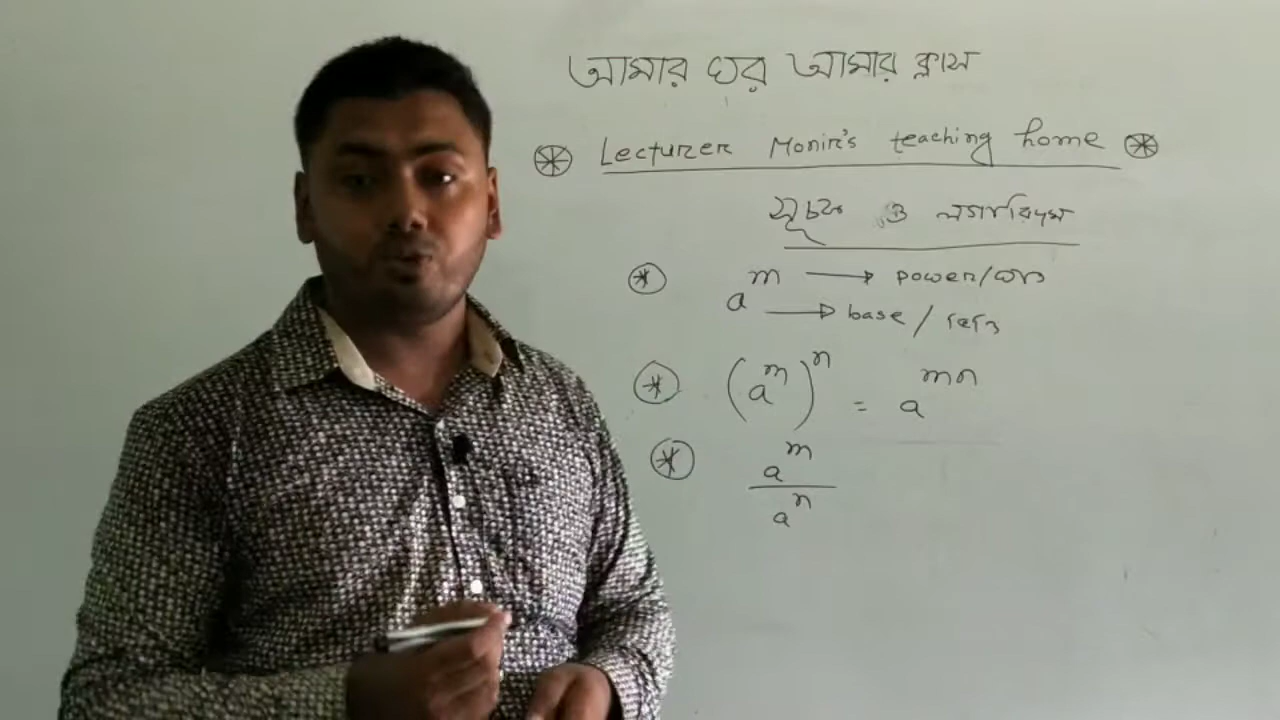 আমার ঘর আমার ক্লাস
Lecturer Monir's teaching home
সূচক ও লগারিদম
a^m → power/ঘাত
→ base / ভিত্তি
(a^m)^n = a^mn
a^m / a^n